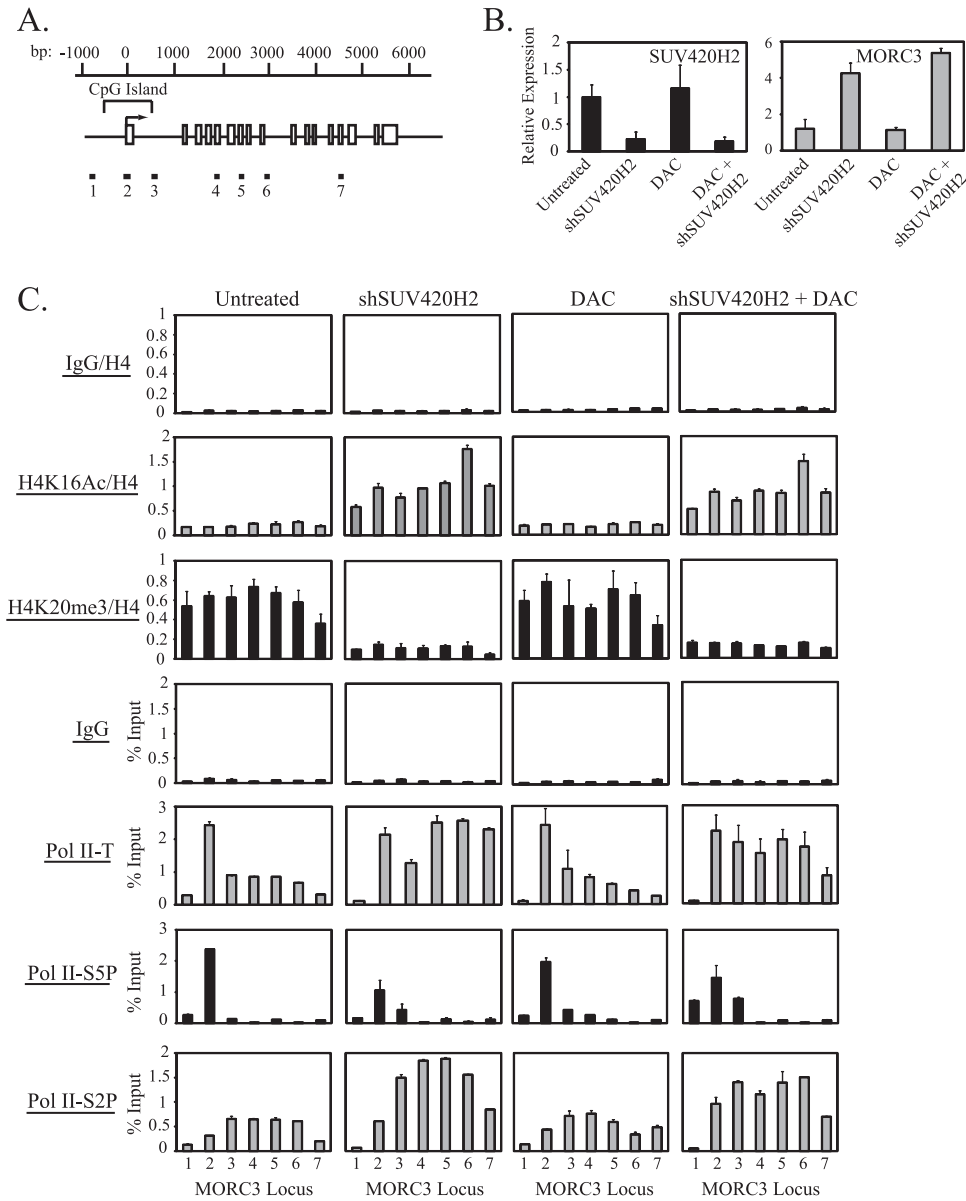 A.
bp: -1000 0 1000 2000 3000 4000 5000 6000
CpG Island
1 2 3 4 5 6 7
B.
Relative Expression
2
1.5
1
0.5
0
SUV420H2
Untreated
shSUV420H2
DAC
DAC +
shSUV420H2
6
4
2
0
MORC3
Untreated
shSUV420H2
DAC
DAC +
shSUV420H2
C.
Untreated shSUV420H2 DAC shSUV420H2 + DAC
IgG/H4
1
0.8
0.6
0.4
0.2
0
H4K16Ac/H4
2
1.5
1
0.5
0
H4K20me3/H4
1
0.8
0.6
0.4
0.2
0
IgG
% Input
2
1.5
1
0.5
0
Pol II-T
% Input
3
2
1
0
Pol II-S5P
% Input
3
2
1
0
Pol II-S2P
% Input
2
1.5
1
0.5
0
1 2 3 4 5 6 7 1 2 3 4 5 6 7 1 2 3 4 5 6 7 1 2 3 4 5 6 7
MORC3 Locus MORC3 Locus MORC3 Locus MORC3 Locus